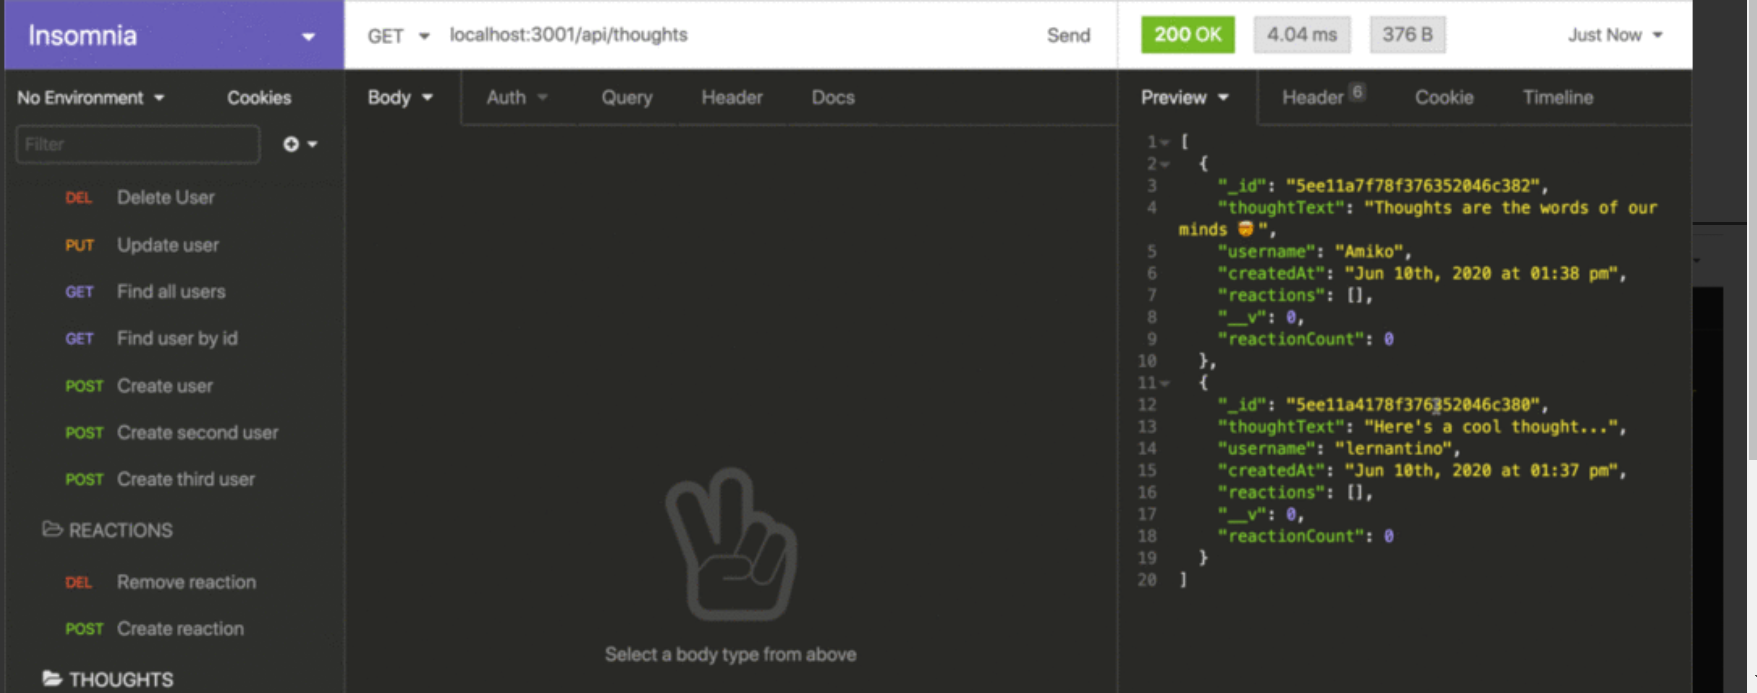 Insomnia
GET localhost:3001/api/thoughts Send
200 OK 4.04 ms 376 B Just Now
No Environment Cookies
Body Auth Query Header Docs
Preview Header 6 Cookie Timeline
Filter
DEL Delete User
PUT Update user
GET Find all users
GET Find user by id
POST Create user
POST Create second user
POST Create third user
REACTIONS
DEL Remove reaction
POST Create reaction
THOUGHTS
Select a body type from above
1 [
2 {
3 "_id": "5ee11a7f78f376352046c382",
4 "thoughtText": "Thoughts are the words of our
minds 🤯",
5 "username": "Amiko",
6 "createdAt": "Jun 10th, 2020 at 01:38 pm",
7 "reactions": [],
8 "__v": 0,
9 "reactionCount": 0
10 },
11 {
12 "_id": "5ee11a4178f376352046c380",
13 "thoughtText": "Here's a cool thought...",
14 "username": "lernantino",
15 "createdAt": "Jun 10th, 2020 at 01:37 pm",
16 "reactions": [],
17 "__v": 0,
18 "reactionCount": 0
19 }
20 ]